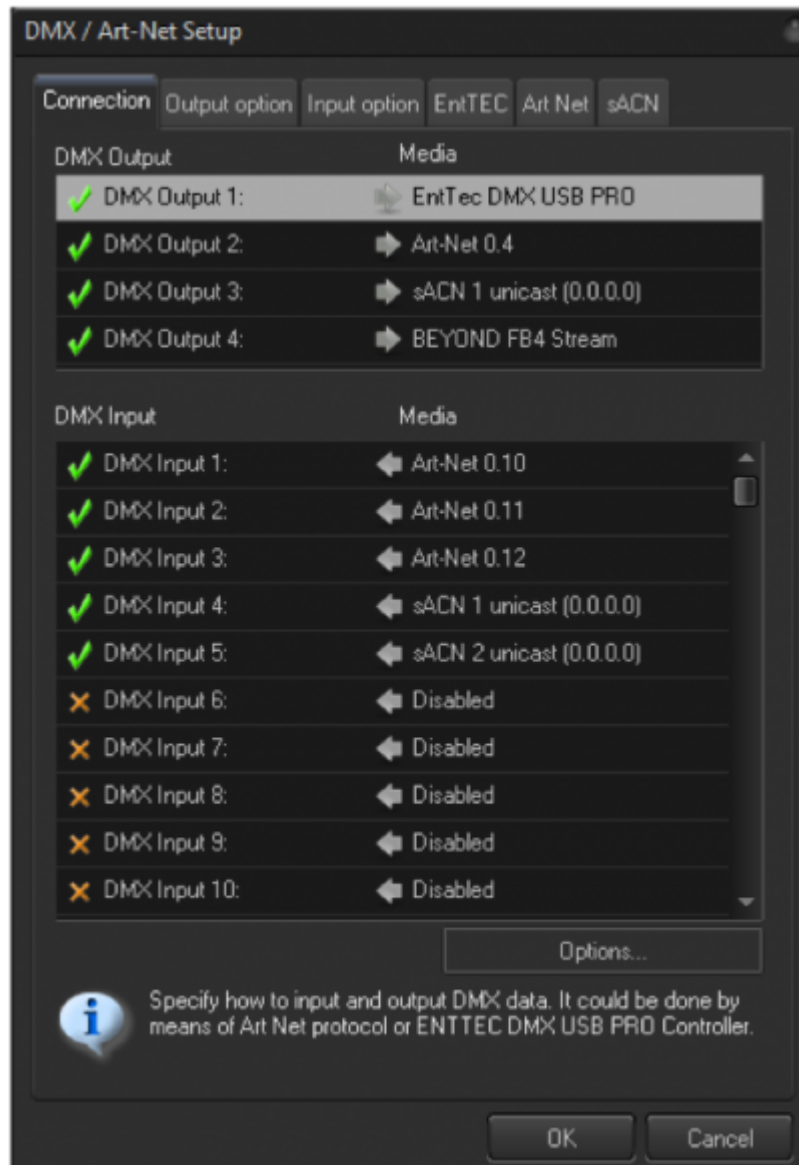 DMX / Art-Net Setup
Connection Output option Input option EntTEC Art Net sACN
DMX Output Media
DMX Output 1: EntTec DMX USB PRO
DMX Output 2: Art-Net 0.4
DMX Output 3: sACN 1 unicast (0.0.0.0)
DMX Output 4: BEYOND FB4 Stream
DMX Input Media
DMX Input 1: Art-Net 0.10
DMX Input 2: Art-Net 0.11
DMX Input 3: Art-Net 0.12
DMX Input 4: sACN 1 unicast (0.0.0.0)
DMX Input 5: sACN 2 unicast (0.0.0.0)
DMX Input 6: Disabled
DMX Input 7: Disabled
DMX Input 8: Disabled
DMX Input 9: Disabled
DMX Input 10: Disabled
Options...
Specify how to input and output DMX data. It could be done by
means of Art Net protocol or ENTTEC DMX USB PRO Controller.
OK Cancel